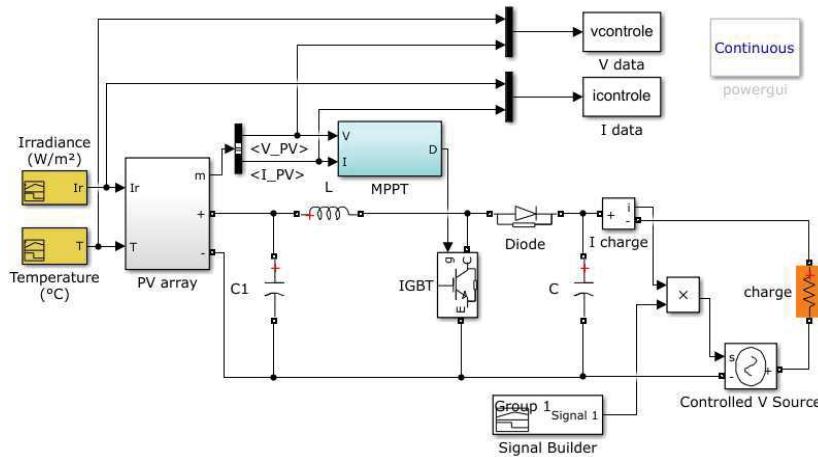 vcontrole
V data
Continuous
powergui
icontrole
I data
Irradiance
(W/m²)
Ir
Ir
m
<V_PV>
<I_PV>
V
I
D
MPPT
L
+
-
T
T
Temperature
(°C)
PV array
C1
g
C
E
IGBT
Diode
C
+
i
-
I charge
×
charge
s
-
+
Controlled V Source
Group 1
Signal 1
Signal Builder